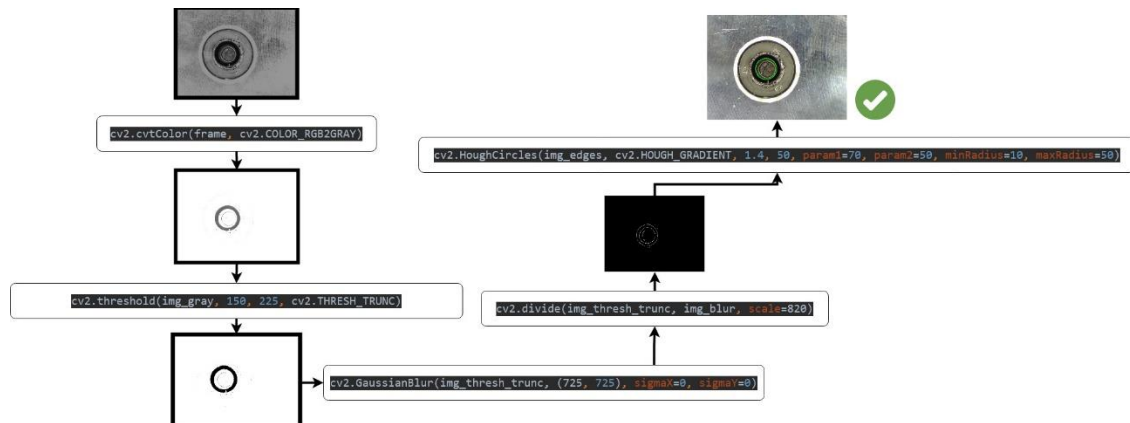 cv2.cvtColor(frame, cv2.COLOR_RGB2GRAY)
cv2.threshold(img_gray, 150, 225, cv2.THRESH_TRUNC)
cv2.GaussianBlur(img_thresh_trunc, (725, 725), sigmaX=0, sigmaY=0)
cv2.divide(img_thresh_trunc, img_blur, scale=820)
cv2.HoughCircles(img_edges, cv2.HOUGH_GRADIENT, 1.4, 50, param1=70, param2=50, minRadius=10, maxRadius=50)